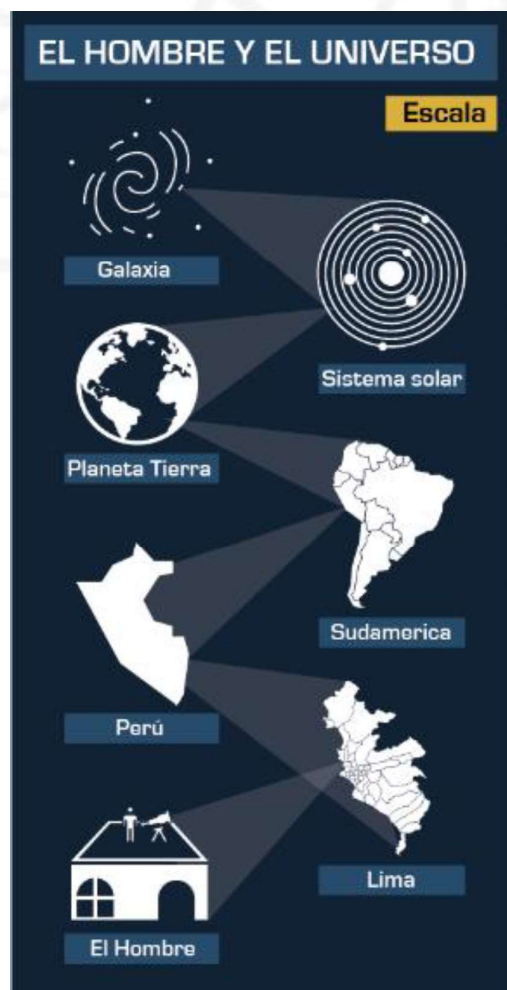 EL HOMBRE Y EL UNIVERSO
Escala
Galaxia
Sistema solar
Planeta Tierra
Sudamerica
Perú
Lima
El Hombre